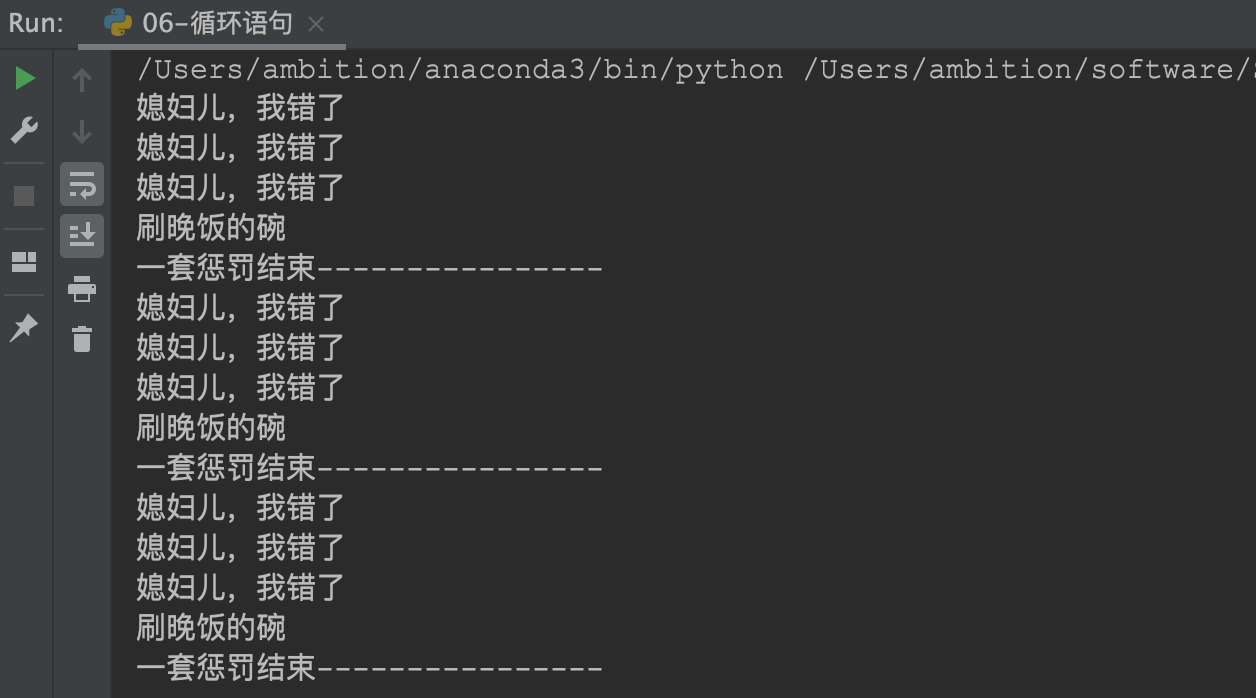 Run: 06-循环语句
/Users/ambition/anaconda3/bin/python /Users/ambition/software/
媳妇儿，我错了
媳妇儿，我错了
媳妇儿，我错了
刷晚饭的碗
一套惩罚结束----------------
媳妇儿，我错了
媳妇儿，我错了
媳妇儿，我错了
刷晚饭的碗
一套惩罚结束----------------
媳妇儿，我错了
媳妇儿，我错了
媳妇儿，我错了
刷晚饭的碗
一套惩罚结束----------------